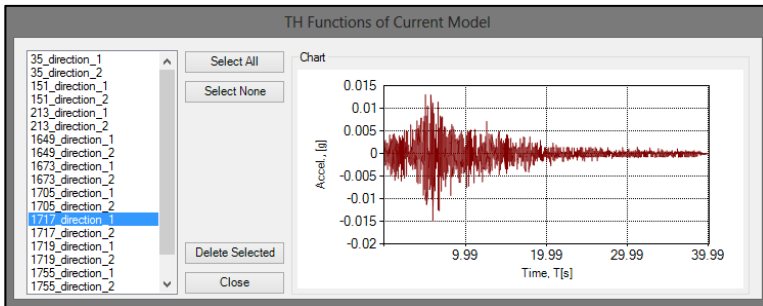 TH Functions of Current Model
35_direction_1
35_direction_2
151_direction_1
151_direction_2
213_direction_1
213_direction_2
1649_direction_1
1649_direction_2
1673_direction_1
1673_direction_2
1705_direction_1
1705_direction_2
1717_direction_1
1717_direction_2
1719_direction_1
1719_direction_2
1755_direction_1
1755_direction_2
Select All
Select None
Delete Selected
Close
Chart
0.015
0.01
0.005
0
-0.005
-0.01
-0.015
-0.02
Accel., [g]
9.99 19.99 29.99 39.99
Time, T[s]